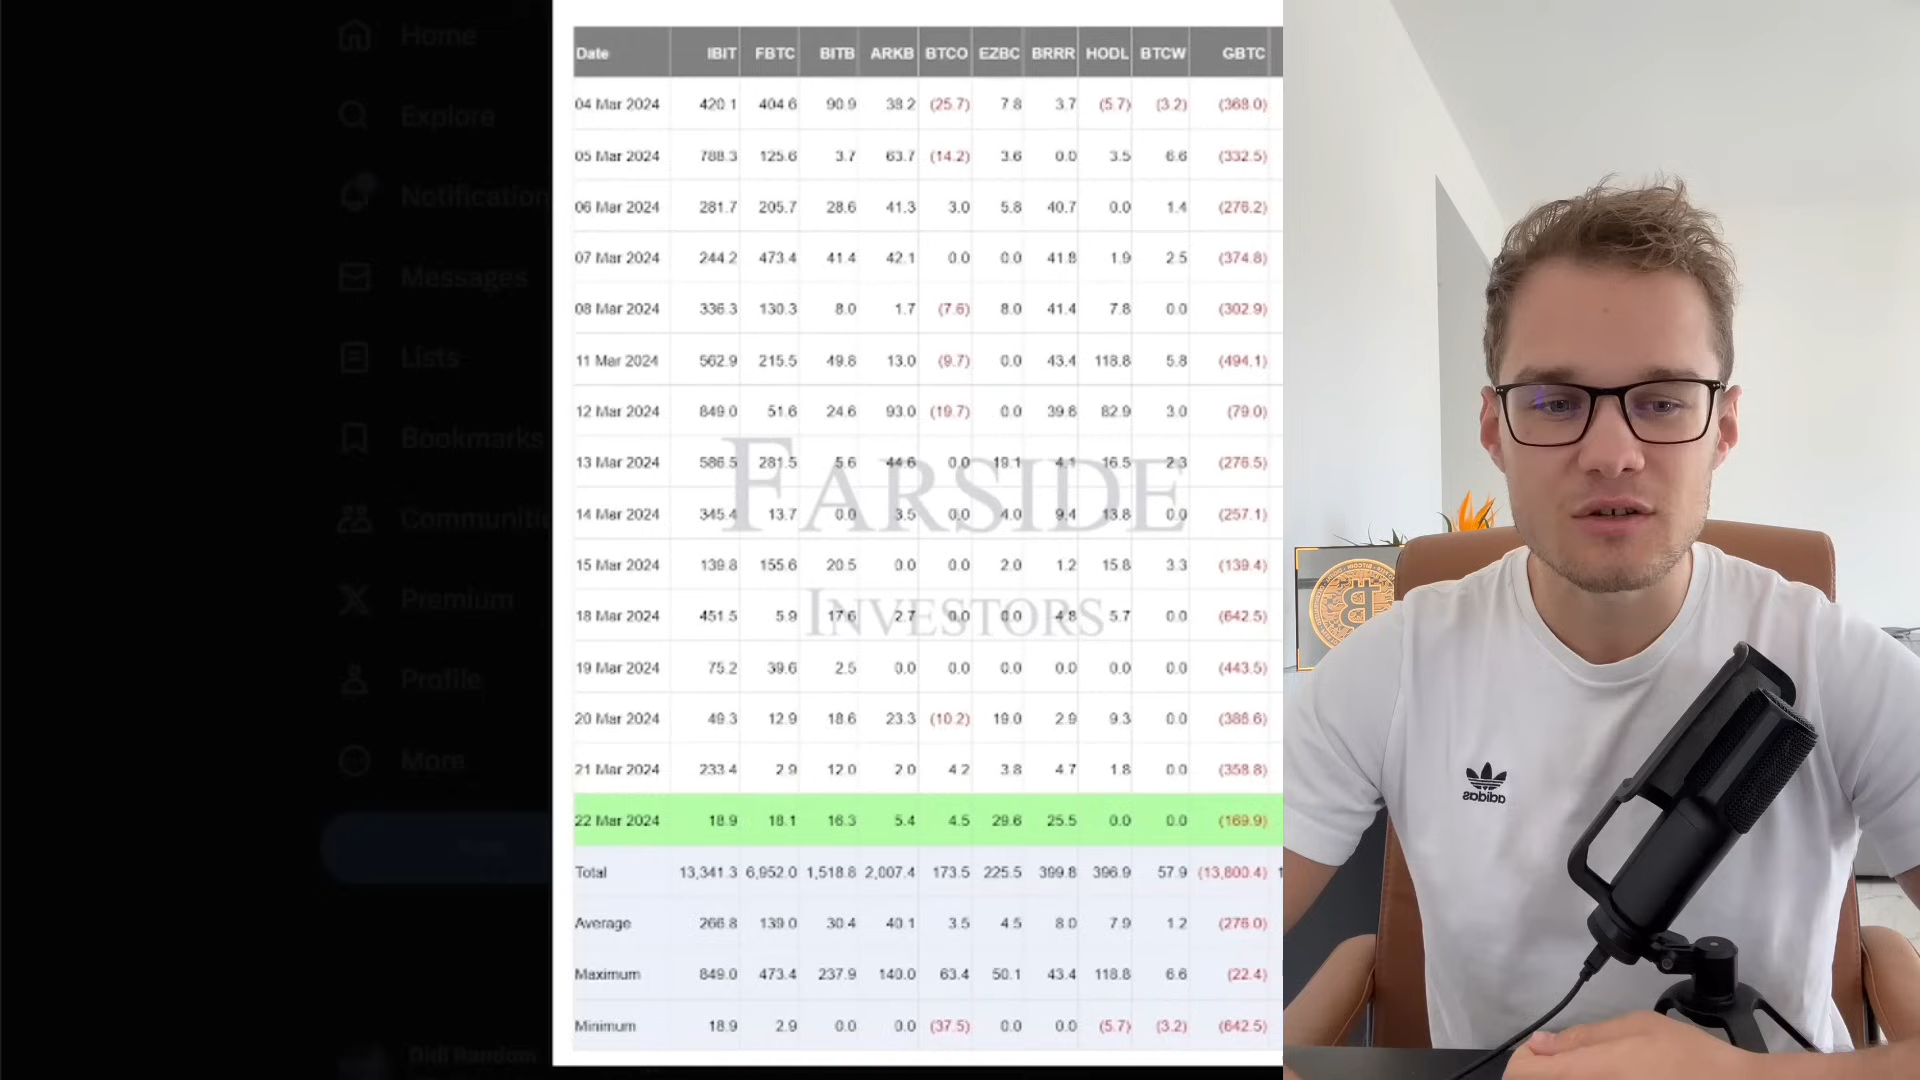 Home
Explore
Notification
Messages
Lists
Bookmarks
Communitie
Premium
Profile
More
Didi Random
Date IBIT FBTC BITB ARKB BTCO EZBC BRRR HODL BTCW GBTC
04 Mar 2024 420.1 404.6 90.9 38.2 (25.7) 7.8 3.7 (5.7) (3.2) (368.0)
05 Mar 2024 788.3 125.6 3.7 63.7 (14.2) 3.6 0.0 3.5 6.6 (332.5)
06 Mar 2024 281.7 205.7 28.6 41.3 3.0 5.8 40.7 0.0 1.4 (276.2)
07 Mar 2024 244.2 473.4 41.4 42.1 0.0 0.0 41.8 1.9 2.5 (374.8)
08 Mar 2024 336.3 130.3 8.0 1.7 (7.6) 8.0 41.4 7.8 0.0 (302.9)
11 Mar 2024 562.9 215.5 49.8 13.0 (9.7) 0.0 43.4 118.8 5.8 (494.1)
12 Mar 2024 849.0 51.6 24.6 93.0 (19.7) 0.0 39.6 82.9 3.0 (79.0)
13 Mar 2024 586.5 281.5 5.6 44.6 0.0 19.1 4.1 16.5 2.3 (276.5)
14 Mar 2024 345.4 13.7 0.0 3.5 0.0 4.0 9.4 13.8 0.0 (257.1)
15 Mar 2024 139.8 155.6 20.5 0.0 0.0 2.0 1.2 15.8 3.3 (139.4)
18 Mar 2024 451.5 5.9 17.6 2.7 0.0 0.0 4.8 5.7 0.0 (642.5)
19 Mar 2024 75.2 39.6 2.5 0.0 0.0 0.0 0.0 0.0 0.0 (443.5)
20 Mar 2024 49.3 12.9 18.6 23.3 (10.2) 19.0 2.9 9.3 0.0 (386.6)
21 Mar 2024 233.4 2.9 12.0 2.0 4.2 3.8 4.7 1.8 0.0 (358.8)
22 Mar 2024 18.9 18.1 16.3 5.4 4.5 29.6 25.5 0.0 0.0 (169.9)
Total 13,341.3 6,952.0 1,518.8 2,007.4 173.5 225.5 399.8 396.9 57.9 (13,800.4) 1
Average 266.8 139.0 30.4 40.1 3.5 4.5 8.0 7.9 1.2 (276.0)
Maximum 849.0 473.4 237.9 140.0 63.4 50.1 43.4 118.8 6.6 (22.4)
Minimum 18.9 2.9 0.0 0.0 (37.5) 0.0 0.0 (5.7) (3.2) (642.5)
FARSIDE
INVESTORS
adidas